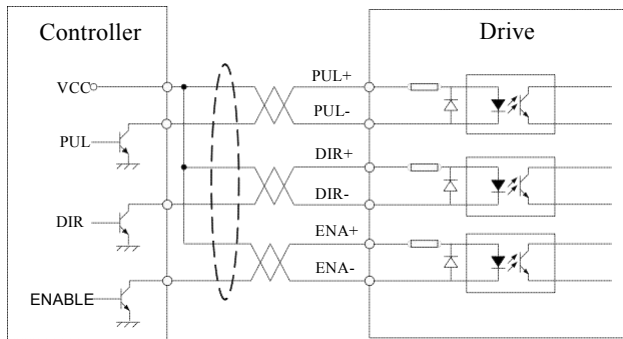 Controller
Drive
VCC
PUL+
PUL-
PUL
DIR+
DIR-
DIR
ENA+
ENA-
ENABLE